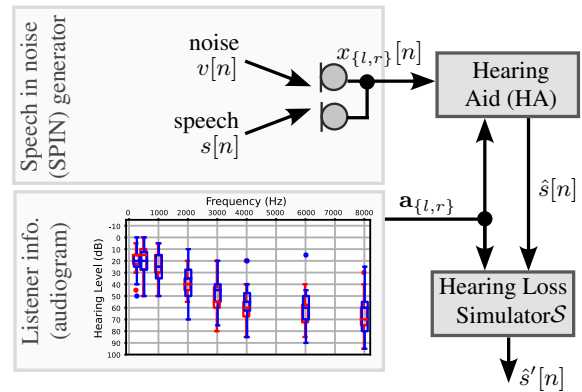 Speech in noise
(SPIN) generator
noise
v[n]
x_{l,r}[n]
speech
s[n]
Hearing
Aid (HA)
ŝ[n]
a_{l,r}
Listener info.
(audiogram)
Frequency (Hz)
0 1000 2000 3000 4000 5000 6000 7000 8000
Hearing Level (dB)
-10
0
10
20
30
40
50
60
70
80
90
100
Hearing Loss
Simulator𝒮
ŝ′[n]